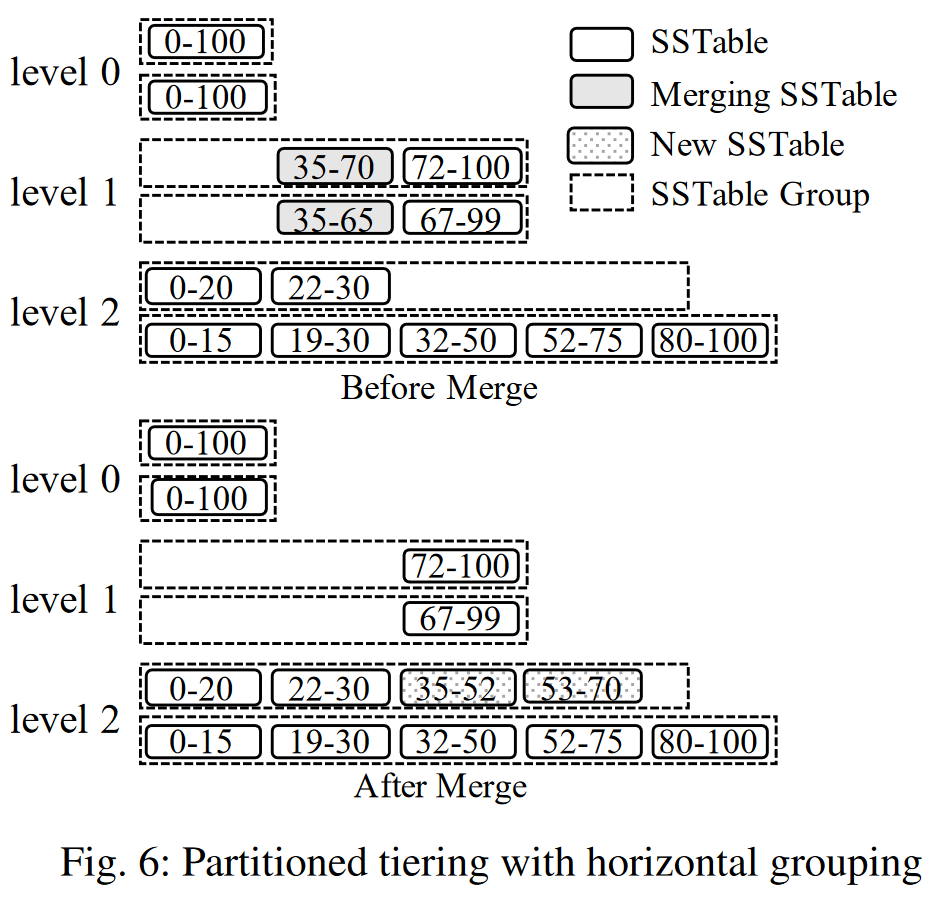 level 0
0-100
0-100
SSTable
Merging SSTable
New SSTable
SSTable Group
level 1
35-70 72-100
35-65 67-99
level 2
0-20 22-30
0-15 19-30 32-50 52-75 80-100
Before Merge
level 0
0-100
0-100
level 1
72-100
67-99
level 2
0-20 22-30 35-52 53-70
0-15 19-30 32-50 52-75 80-100
After Merge
Fig. 6: Partitioned tiering with horizontal grouping